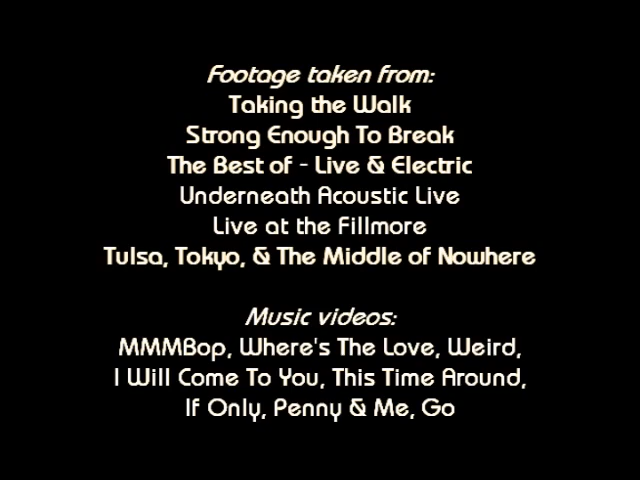 Footage taken from:
Taking the Walk
Strong Enough To Break
The Best of - Live & Electric
Underneath Acoustic Live
Live at the Fillmore
Tulsa, Tokyo, & The Middle of Nowhere
Music videos:
MMMBop, Where's The Love, Weird,
I Will Come To You, This Time Around,
If Only, Penny & Me, Go